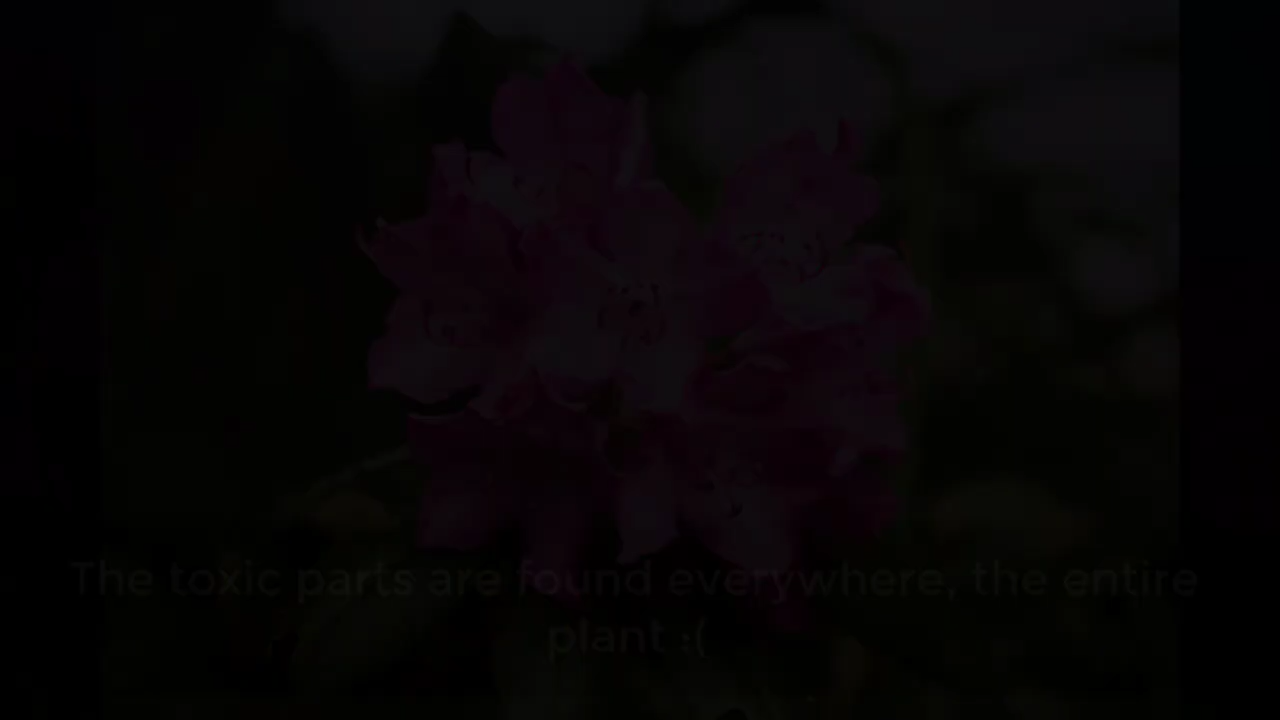 The toxic parts are found everywhere, the entire
plant :(